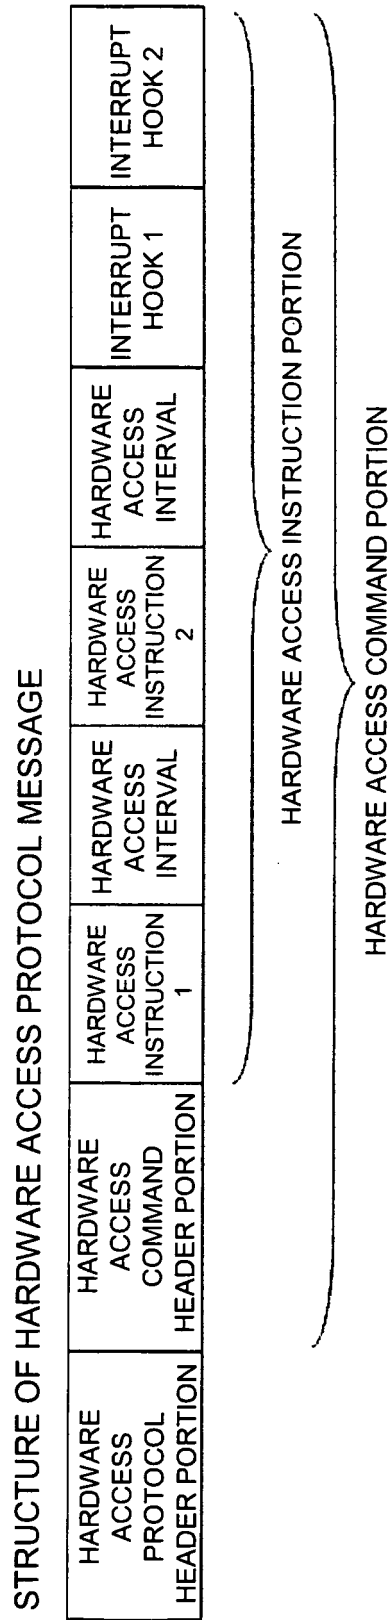 STRUCTURE OF HARDWARE ACCESS PROTOCOL MESSAGE
HARDWARE
ACCESS
PROTOCOL
HEADER PORTION
HARDWARE
ACCESS
COMMAND
HEADER PORTION
HARDWARE
ACCESS
INSTRUCTION
1
HARDWARE
ACCESS
INTERVAL
HARDWARE
ACCESS
INSTRUCTION
2
HARDWARE
ACCESS
INTERVAL
INTERRUPT
HOOK 1
INTERRUPT
HOOK 2
HARDWARE ACCESS INSTRUCTION PORTION
HARDWARE ACCESS COMMAND PORTION